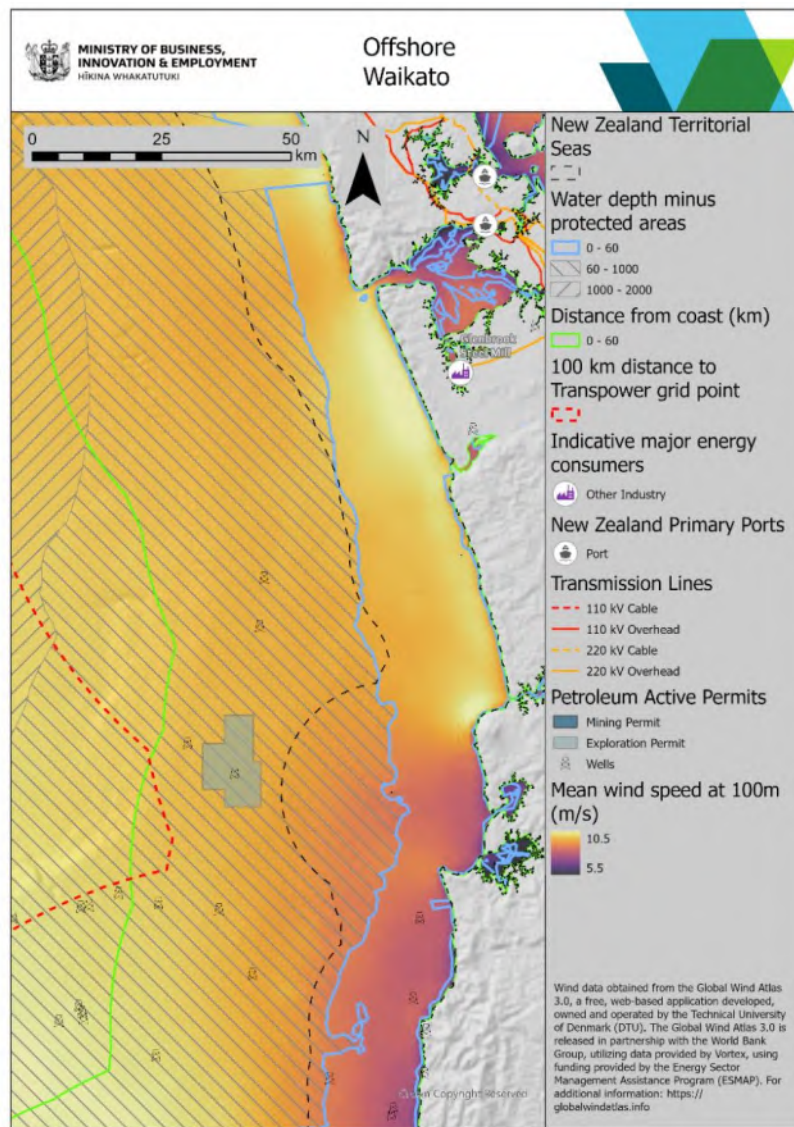 MINISTRY OF BUSINESS,
INNOVATION & EMPLOYMENT
HĪKINA WHAKATUTUKI
Offshore
Waikato
0 25 50
km
N
Glenbrook
Steel Mill
Eagle.co.nz
New Zealand Territorial
Seas
Water depth minus
protected areas
0 - 60
60 - 1000
1000 - 2000
Distance from coast (km)
0 - 60
100 km distance to
Transpower grid point
Indicative major energy
consumers
Other Industry
New Zealand Primary Ports
Port
Transmission Lines
110 kV Cable
110 kV Overhead
220 kV Cable
220 kV Overhead
Petroleum Active Permits
Mining Permit
Exploration Permit
Wells
Mean wind speed at 100m
(m/s)
10.5
5.5
Wind data obtained from the Global Wind Atlas
3.0, a free, web-based application developed,
owned and operated by the Technical University
of Denmark (DTU). The Global Wind Atlas 3.0 is
released in partnership with the World Bank
Group, utilizing data provided by Vortex, using
funding provided by the Energy Sector
Management Assistance Program (ESMAP). For
additional information: https://
globalwindatlas.info
Copyright Reserved